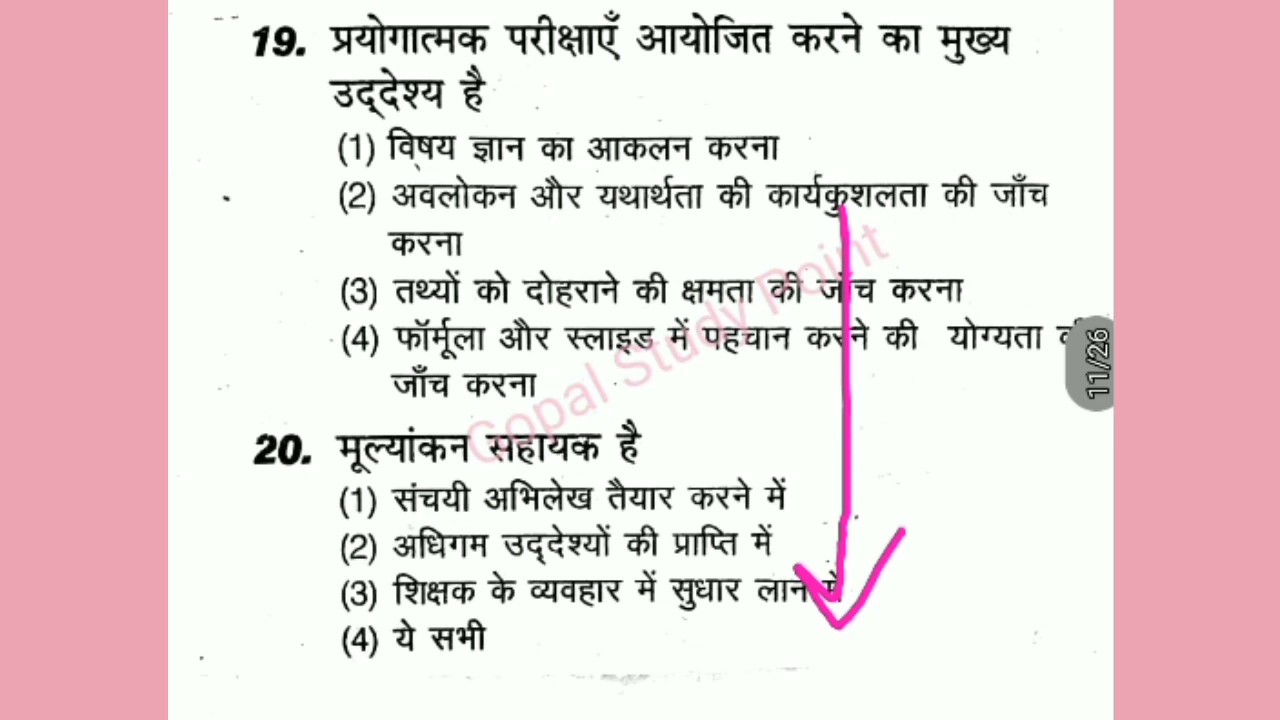 19. प्रयोगात्मक परीक्षाएँ आयोजित करने का मुख्य
उद्देश्य है
(1) विषय ज्ञान का आकलन करना
(2) अवलोकन और यथार्थता की कार्यकुशलता की जाँच
करना
(3) तथ्यों को दोहराने की क्षमता की जाँच करना
(4) फॉर्मूला और स्लाइड में पहचान करने की योग्यता की
जाँच करना
11/26
Gopal Study Point
20. मूल्यांकन सहायक है
(1) संचयी अभिलेख तैयार करने में
(2) अधिगम उद्देश्यों की प्राप्ति में
(3) शिक्षक के व्यवहार में सुधार लाने में
(4) ये सभी